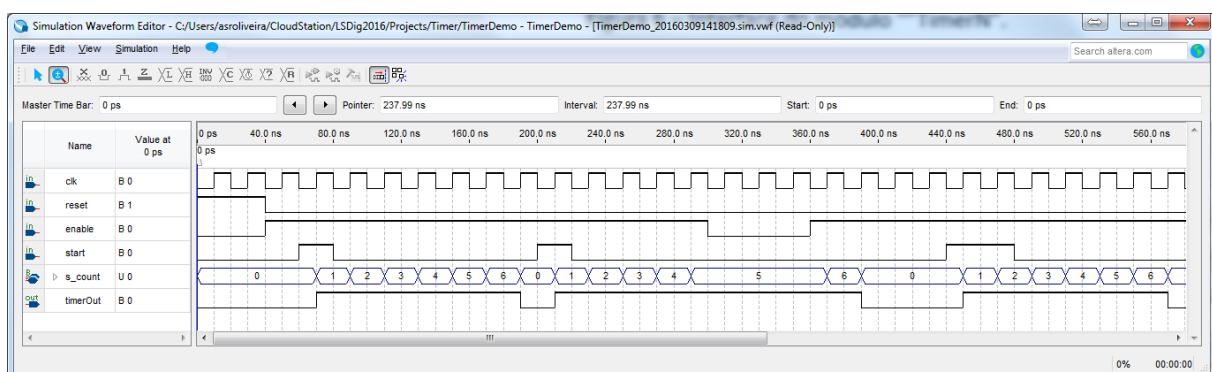 Simulation Waveform Editor - C:/Users/asroliveira/CloudStation/LSDig2016/Projects/Timer/TimerDemo - TimerDemo - [TimerDemo_20160309141809.sim.vwf (Read-Only)]
File Edit View Simulation Help
Search altera.com
Master Time Bar: 0 ps Pointer: 237.99 ns Interval: 237.99 ns Start: 0 ps End: 0 ps
Name Value at 0 ps 0 ps 40.0 ns 80.0 ns 120.0 ns 160.0 ns 200.0 ns 240.0 ns 280.0 ns 320.0 ns 360.0 ns 400.0 ns 440.0 ns 480.0 ns 520.0 ns 560.0 ns
0 ps
in clk B 0
in reset B 1
in enable B 0
in start B 0
s_count U 0 0 1 2 3 4 5 6 0 1 2 3 4 5 6 0 1 2 3 4 5 6
out timerOut B 0
0% 00:00:00